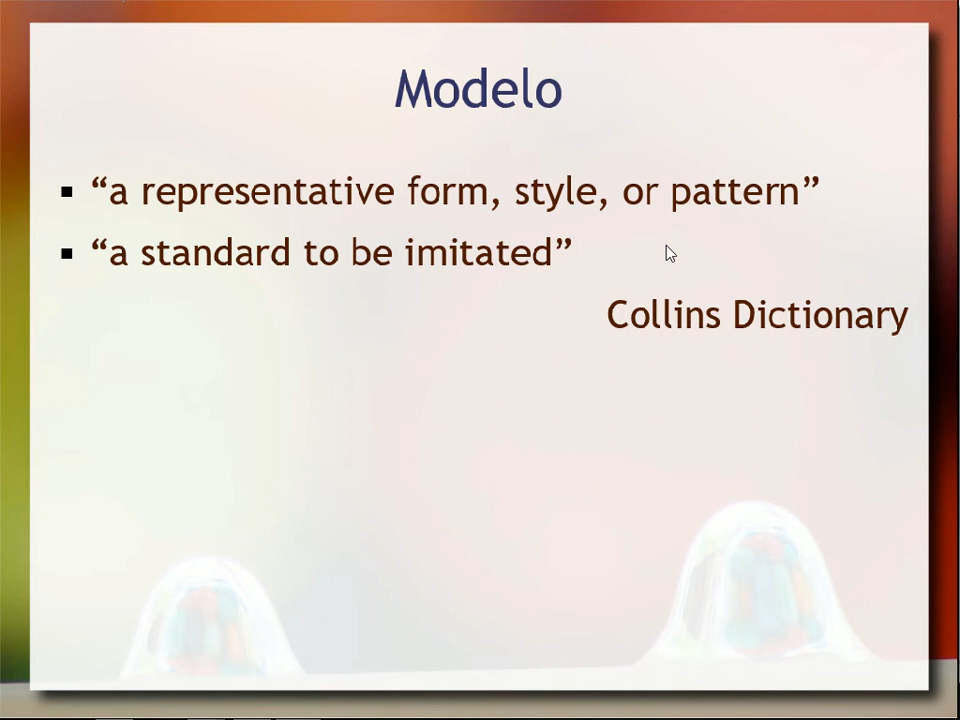 Modelo
▪ “a representative form, style, or pattern”
▪ “a standard to be imitated”
Collins Dictionary